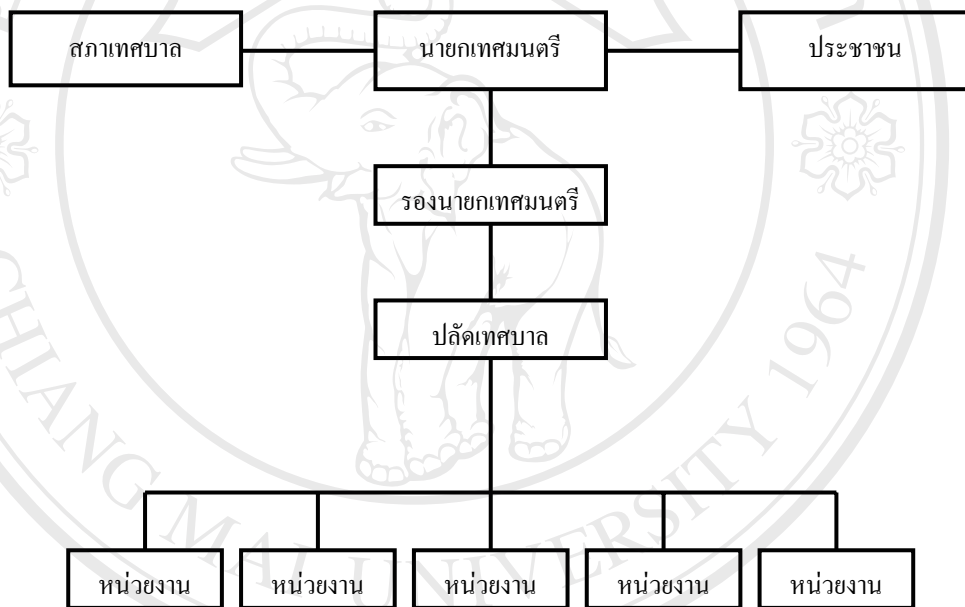 สภาเทศบาล
นายกเทศมนตรี
ประชาชน
รองนายกเทศมนตรี
ปลัดเทศบาล
หน่วยงาน
หน่วยงาน
หน่วยงาน
หน่วยงาน
หน่วยงาน
CHIANG MAI UNIVERSITY 1964